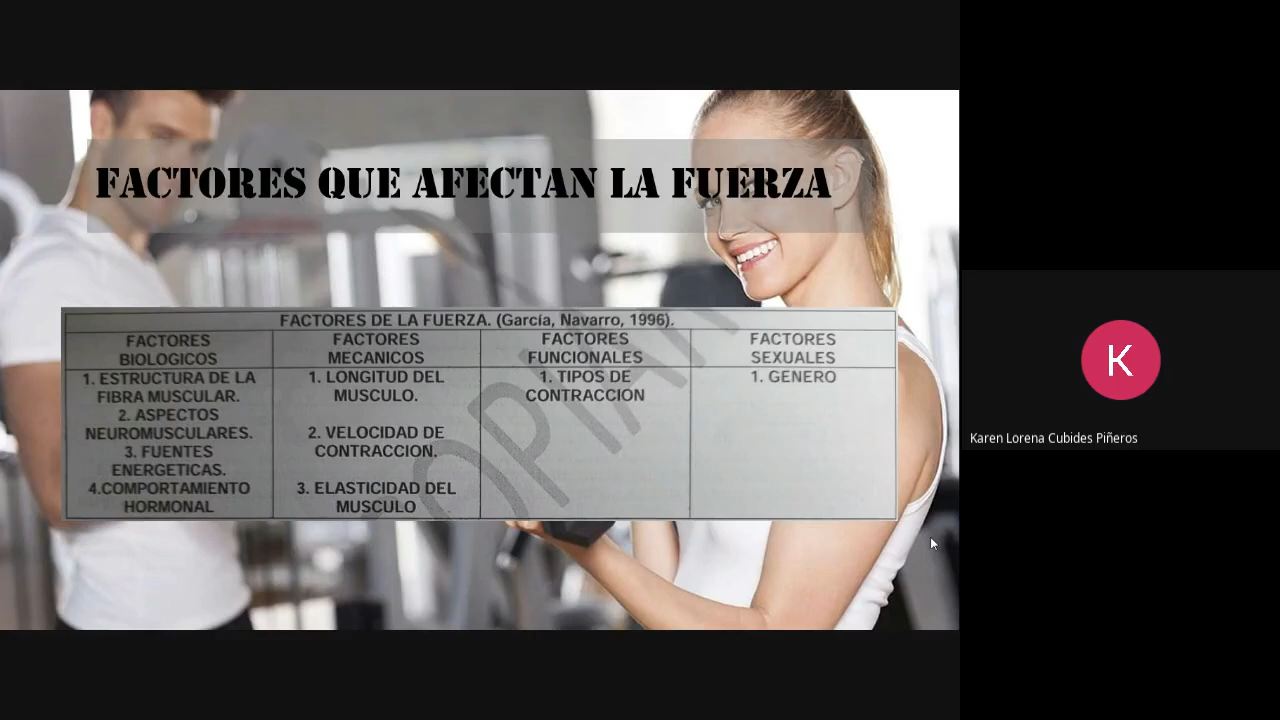 FACTORES QUE AFECTAN LA FUERZA
FACTORES DE LA FUERZA. (García, Navarro, 1996).
FACTORES
BIOLOGICOS
FACTORES
MECANICOS
FACTORES
FUNCIONALES
FACTORES
SEXUALES
1. ESTRUCTURA DE LA
FIBRA MUSCULAR.
2. ASPECTOS
NEUROMUSCULARES.
3. FUENTES
ENERGETICAS.
4.COMPORTAMIENTO
HORMONAL
1. LONGITUD DEL
MUSCULO.
2. VELOCIDAD DE
CONTRACCION.
3. ELASTICIDAD DEL
MUSCULO
1. TIPOS DE
CONTRACCION
1. GENERO
K
Karen Lorena Cubides Piñeros